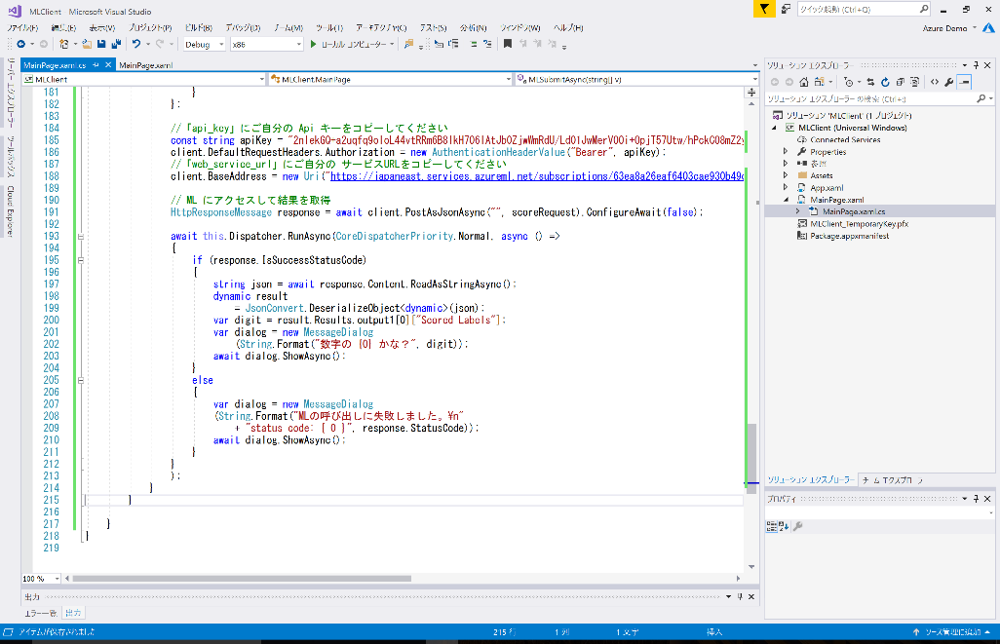 MLClient - Microsoft Visual Studio
クイック起動 (Ctrl+Q)
ファイル(F) 編集(E) 表示(V) プロジェクト(P) ビルド(B) デバッグ(D) チーム(M) ツール(T) アーキテクチャ(C) テスト(S) 分析(N) ウィンドウ(W) ヘルプ(H)
Azure Demo
Debug x86 ローカル コンピューター
サーバー エクスプローラー
ツールボックス
Cloud Explorer
MainPage.xaml.cs MainPage.xaml
MLClient MLClient.MainPage MLSubmitAsync(string[] v)
181 }
182 };
183
184 //「api_key」にご自分の Api キーをコピーしてください
185 const string apiKey =
186 client.DefaultRequestHeaders.Authorization = new AuthenticationHeaderValue("Bearer", apiKey);
187 //「web_service_url」にご自分の サービスURLをコピーしてください
188 client.BaseAddress = new Uri("https://japaneast.services.azureml.net/subscriptions/63ea8a26eaf6403cae930b49c
189
190 // ML にアクセスして結果を取得
191 HttpResponseMessage response = await client.PostAsJsonAsync("", scoreRequest).ConfigureAwait(false);
192
193 await this.Dispatcher.RunAsync(CoreDispatcherPriority.Normal, async () =>
194 {
195 if (response.IsSuccessStatusCode)
196 {
197 string json = await response.Content.ReadAsStringAsync();
198 dynamic result
199 = JsonConvert.DeserializeObject<dynamic>(json);
200 var digit = result.Results.output1[0]["Scored Labels"];
201 var dialog = new MessageDialog
202 (String.Format("数字の {0} かな？", digit));
203 await dialog.ShowAsync();
204 }
205 else
206 {
207 var dialog = new MessageDialog
208 (String.Format("MLの呼び出しに失敗しました。¥n"
209 + "status code: { 0 }", response.StatusCode));
210 await dialog.ShowAsync();
211 }
212 }
213 );
214 }
215 }
216
217 }
218 }
219
100 %
出力
エラー一覧 出力
アイテムが保存されました
215 行 1 列 1 文字 挿入
ソース管理に追加
ソリューション エクスプローラー
ソリューション エクスプローラー の検索 (Ctrl+;)
ソリューション 'MLClient' (1 プロジェクト)
MLClient (Universal Windows)
Connected Services
Properties
参照
Assets
App.xaml
MainPage.xaml
MainPage.xaml.cs
MLClient_TemporaryKey.pfx
Package.appxmanifest
ソリューション エクスプローラー チーム エクスプローラー
プロパティ